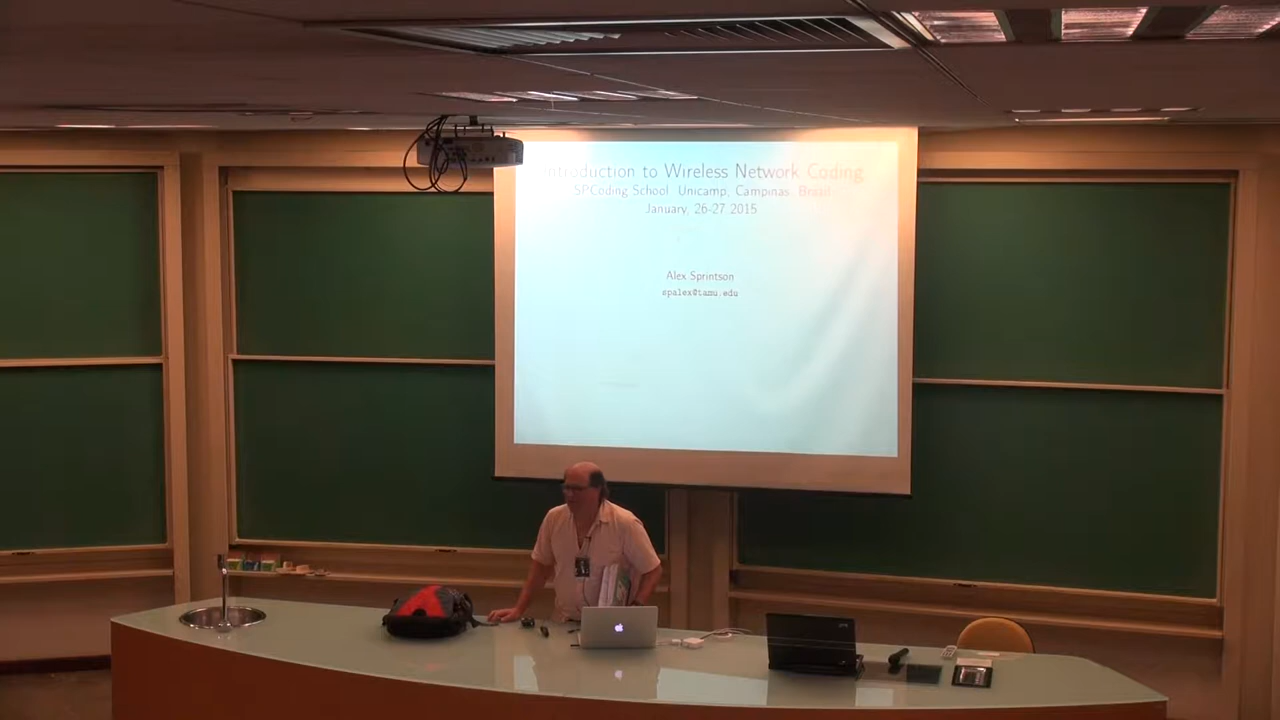 Introduction to Wireless Network Coding
SPCoding School, Unicamp, Campinas, Brazil
January, 26-27 2015
Alex Sprintson
spalex@tamu.edu